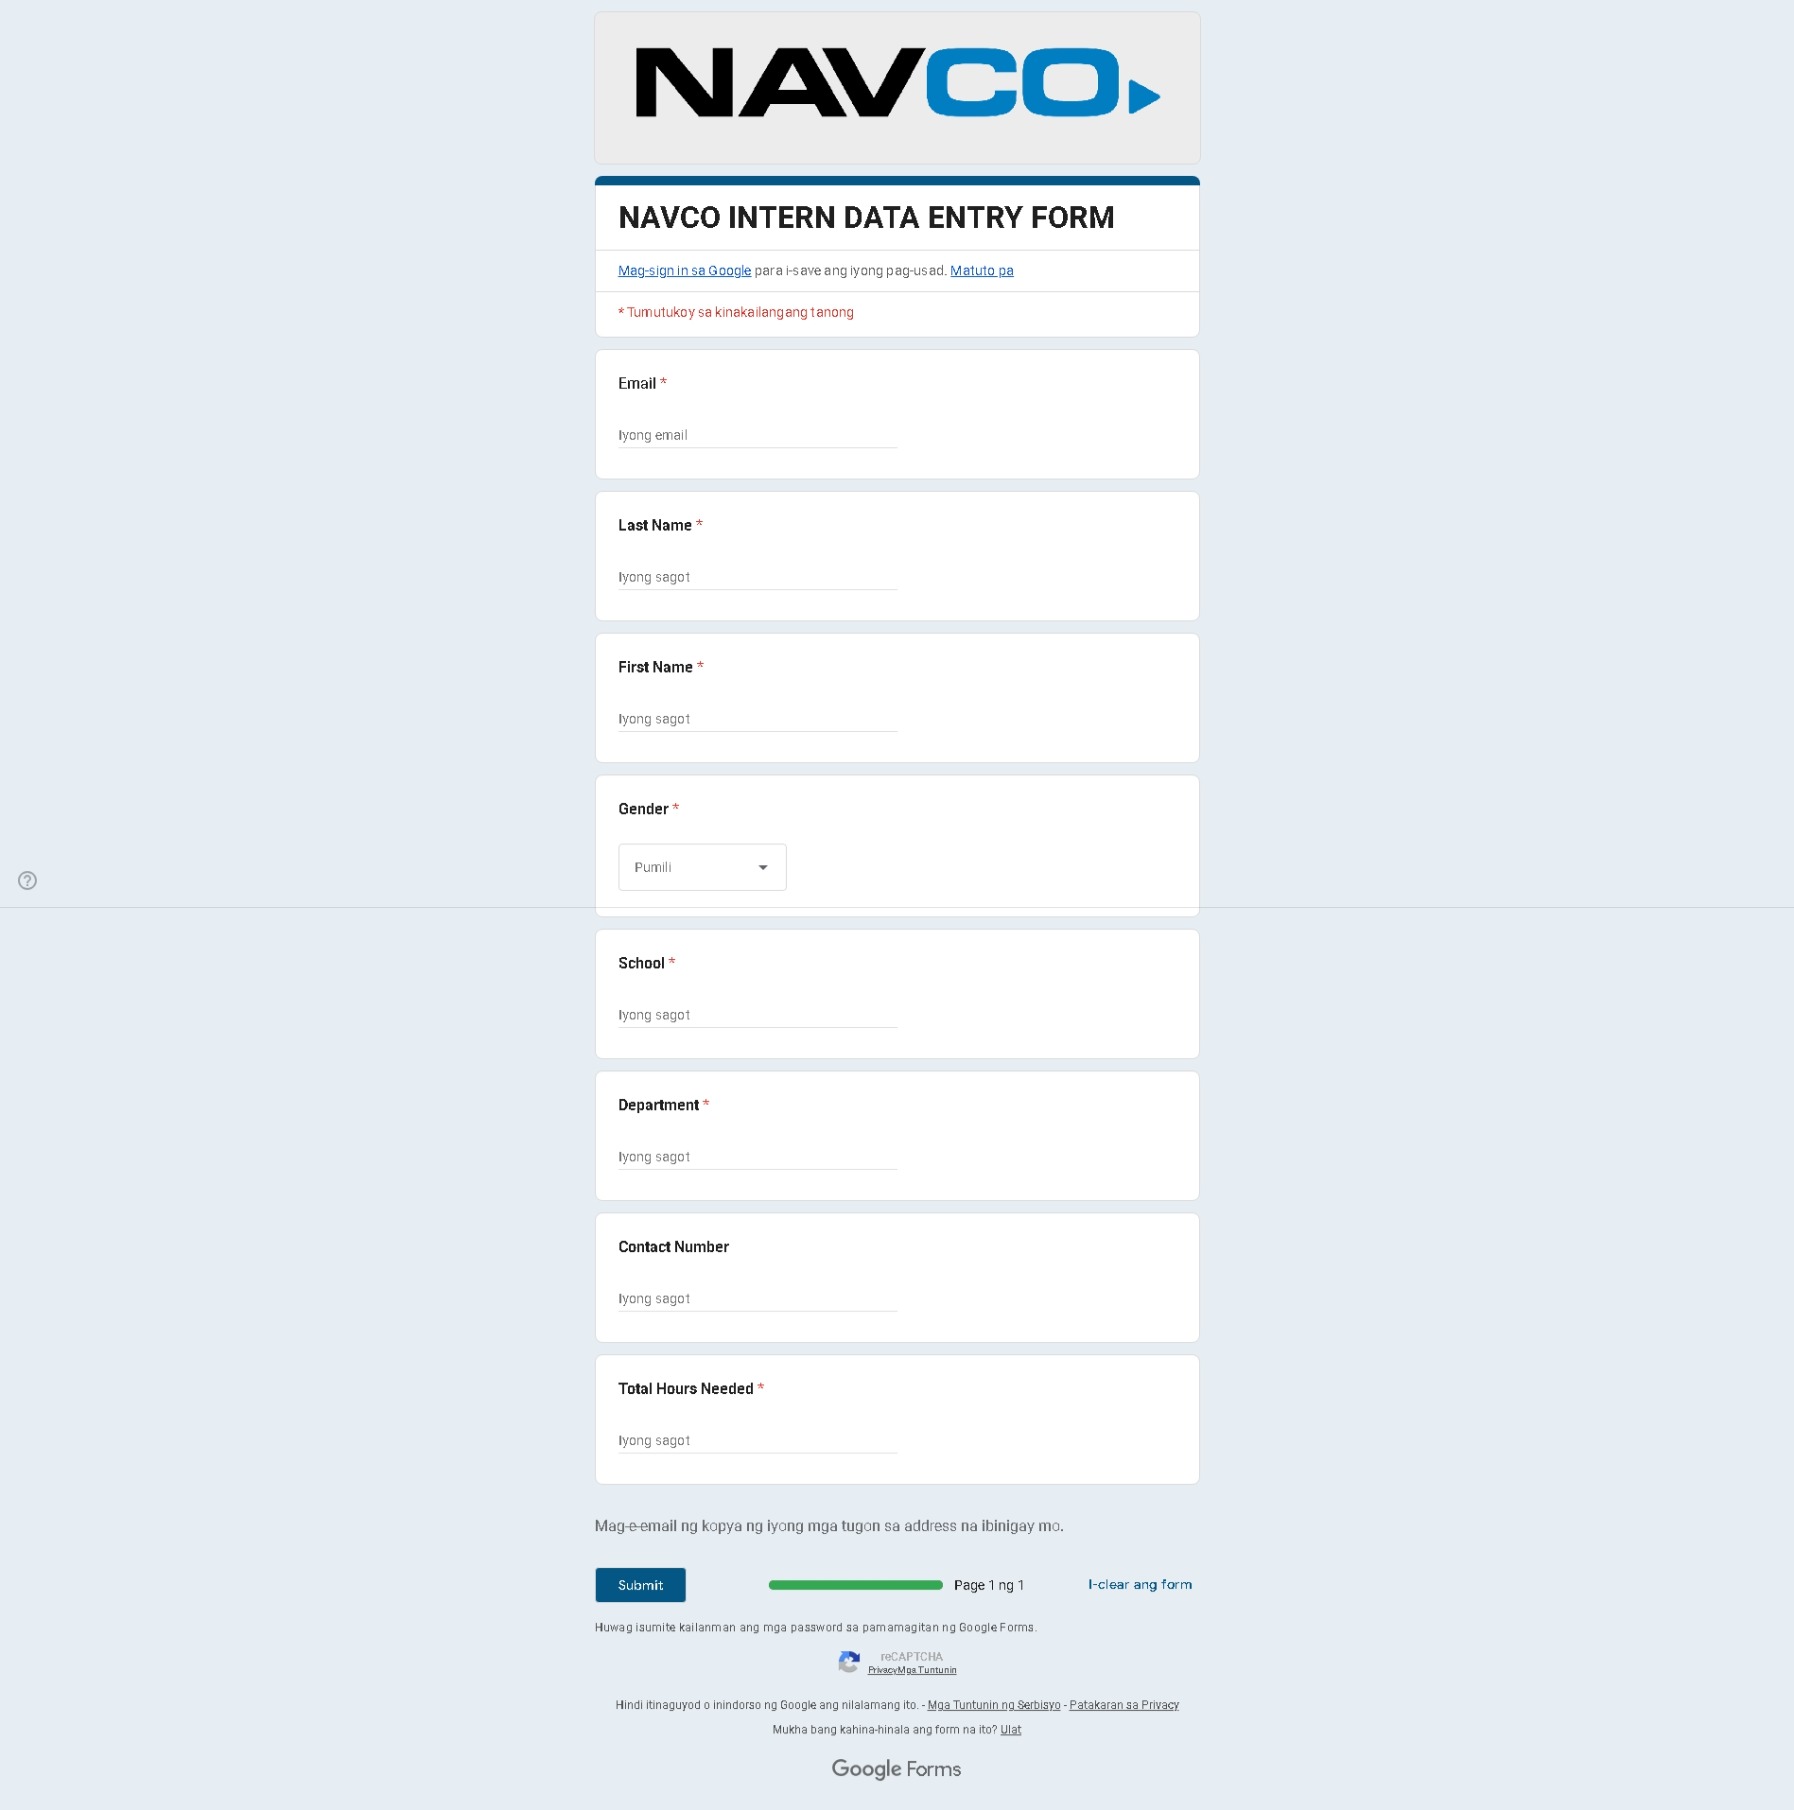 NAVCO
NAVCO INTERN DATA ENTRY FORM
Mag-sign in sa Google para i-save ang iyong pag-usad. Matuto pa
* Tumutukoy sa kinakailangang tanong
Email *
Iyong email
Last Name *
Iyong sagot
First Name *
Iyong sagot
Gender *
Pumili
School *
Iyong sagot
Department *
Iyong sagot
Contact Number
Iyong sagot
Total Hours Needed *
Iyong sagot
Mag-e-email ng kopya ng iyong mga tugon sa address na ibinigay mo.
Submit Page 1 ng 1 I-clear ang form
Huwag isumite kailanman ang mga password sa pamamagitan ng Google Forms.
reCAPTCHA
PrivacyMga Tuntunin
Hindi itinaguyod o inindorso ng Google ang nilalamang ito. - Mga Tuntunin ng Serbisyo - Patakaran sa Privacy
Mukha bang kahina-hinala ang form na ito? Ulat
Google Forms